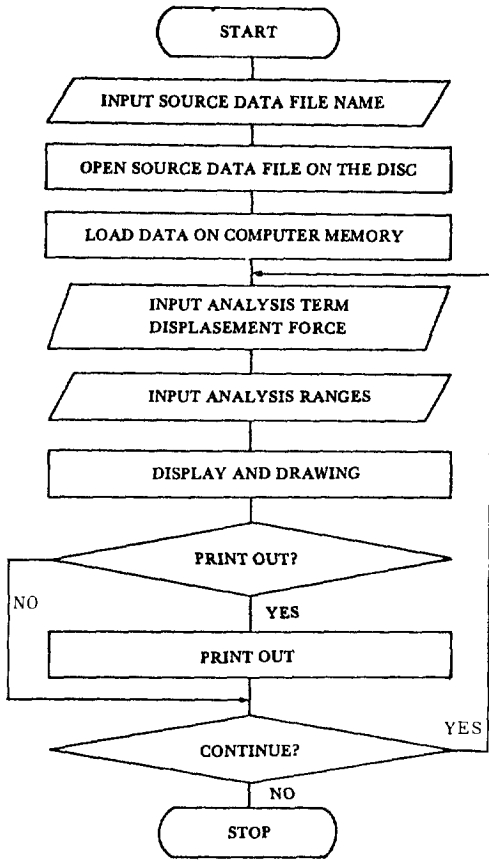 START
INPUT SOURCE DATA FILE NAME
OPEN SOURCE DATA FILE ON THE DISC
LOAD DATA ON COMPUTER MEMORY
INPUT ANALYSIS TERM
DISPLASEMENT FORCE
INPUT ANALYSIS RANGES
DISPLAY AND DRAWING
PRINT OUT?
NO
YES
PRINT OUT
YES
CONTINUE?
NO
STOP